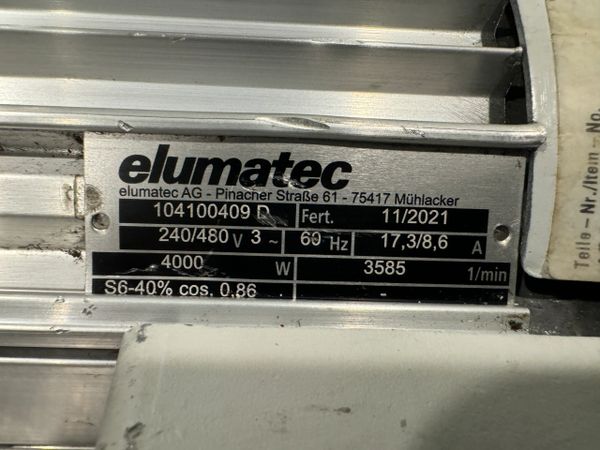 elumatec
elumatec AG - Pinacher Straße 61 - 75417 Mühlacker
104100409 D Fert. 11/2021
240/480 V 3 ~ 60 Hz 17,3/8,6 A
4000 W 3585 1/min
S6-40% cos. 0,86
Teile - Nr./Item - No.